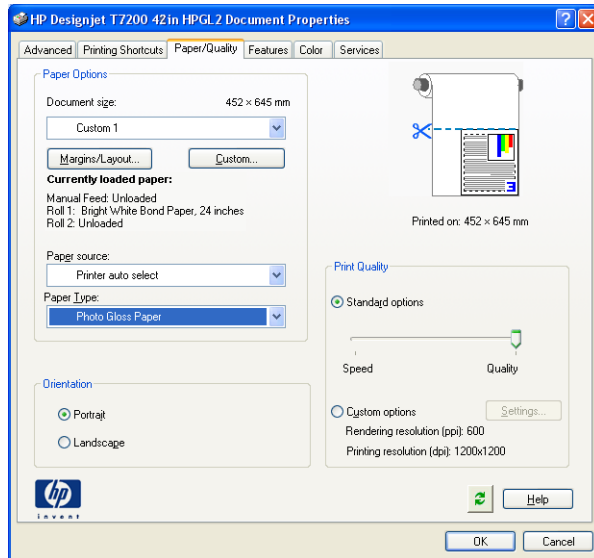 HP Designjet T7200 42in HPGL2 Document Properties
Advanced Printing Shortcuts Paper/Quality Features Color Services
Paper Options
Document size: 452 × 645 mm
Custom 1
Margins/Layout... Custom...
Currently loaded paper:
Manual Feed: Unloaded
Roll 1: Bright White Bond Paper, 24 inches
Roll 2: Unloaded
Paper source:
Printer auto select
Paper Type:
Photo Gloss Paper
Orientation
Portrait
Landscape
3
Printed on: 452 × 645 mm
Print Quality
Standard options
Speed Quality
Custom options Settings...
Rendering resolution (ppi): 600
Printing resolution (dpi): 1200x1200
hp
invent
Help
OK Cancel